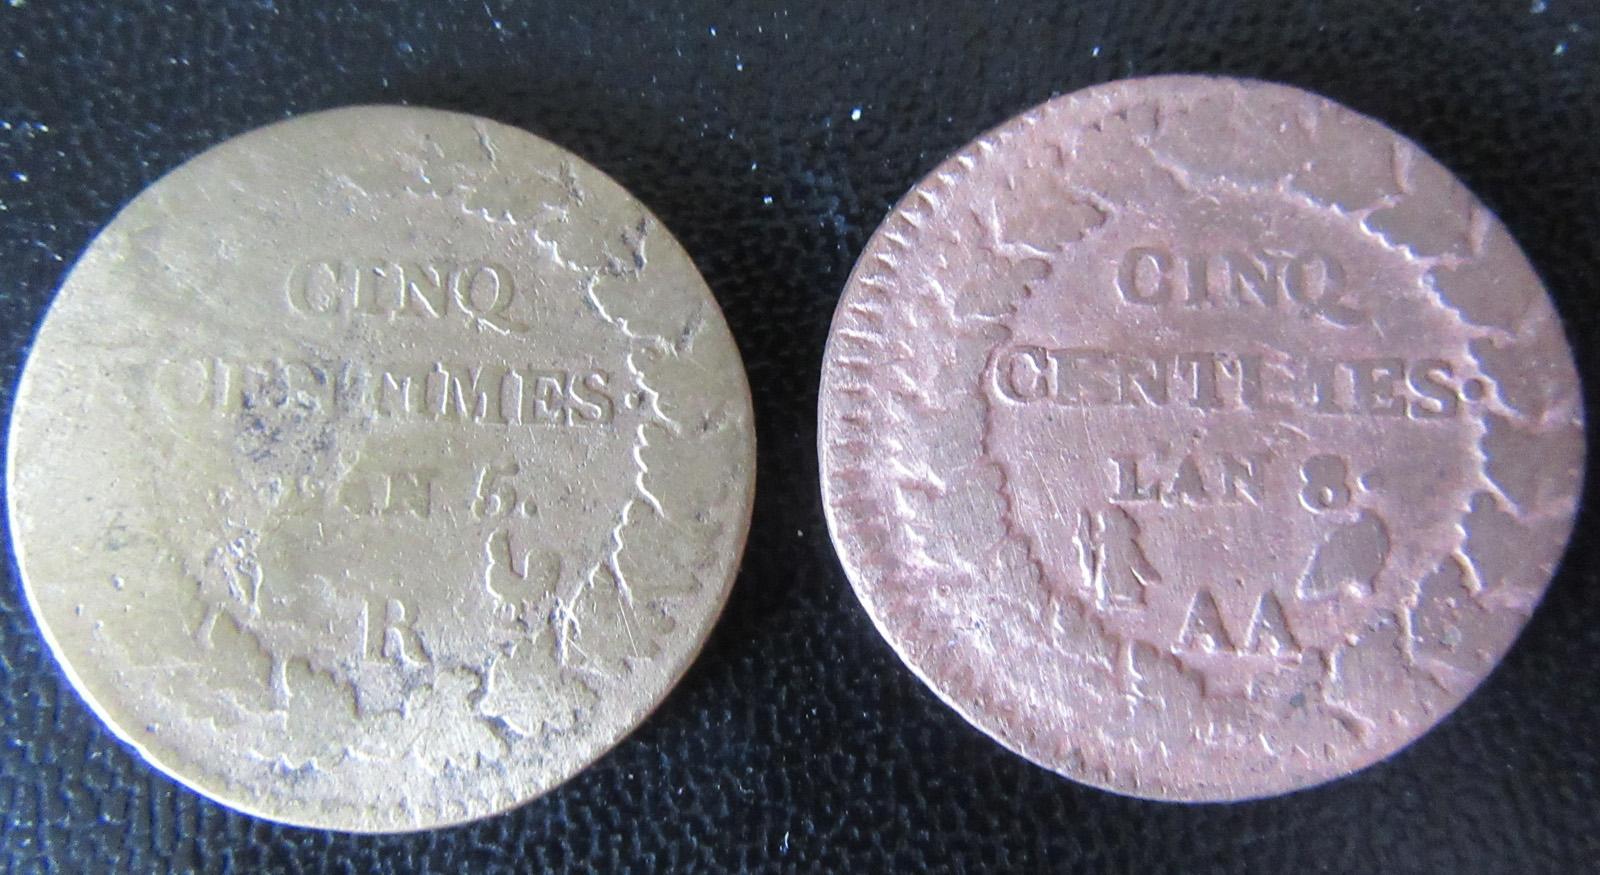 CINQ
CENTIMES.
L'AN 5.
R
CINQ
CENTIMES.
L'AN 8.
AA